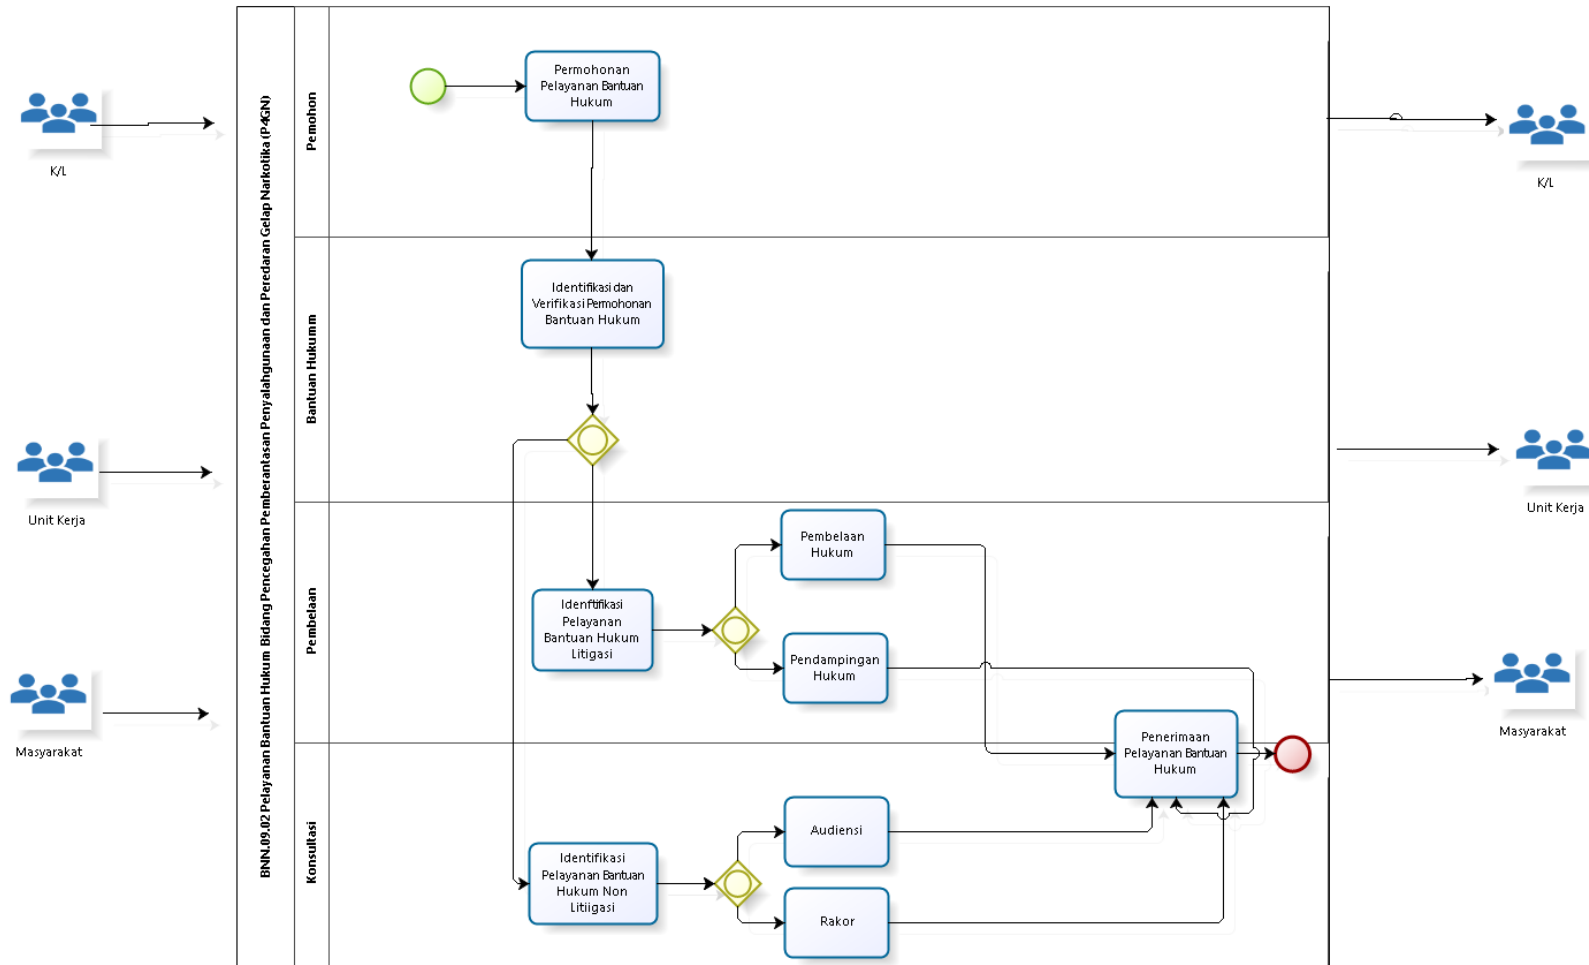 BNN.09.02 Pelayanan Bantuan Hukum Bidang Pencegahan Pemberantasan Penyalahgunaan dan Peredaran Gelap Narkotika (P4GN)
K/L
Unit Kerja
Masyarakat
Pemohon
Permohonan
Pelayanan Bantuan
Hukum
Bantuan Hukumm
Identifikasi dan
Verifikasi Permohonan
Bantuan Hukum
Pembelaan
Idenftifikasi
Pelayanan
Bantuan Hukum
Litigasi
Pembelaan
Hukum
Pendampingan
Hukum
Penerimaan
Pelayanan Bantuan
Hukum
Konsultasi
Identifikasi
Pelayanan Bantuan
Hukum Non
Litiigasi
Audiensi
Rakor
K/L
Unit Kerja
Masyarakat